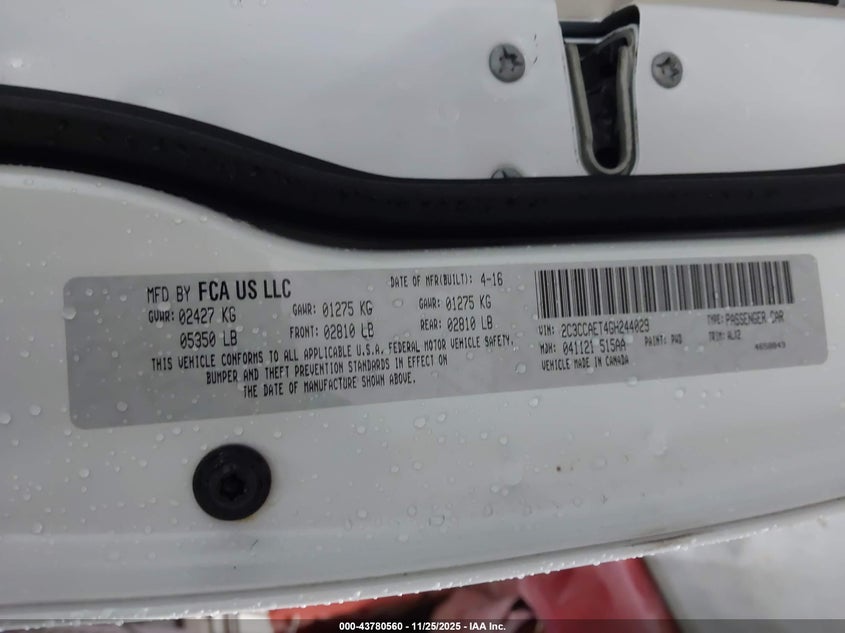 MFD BY FCA US LLC
DATE OF MFR(BUILT): 4-16
GVWR: 02427 KG
GAWR: 01275 KG
GAWR: 01275 KG
05350 LB
FRONT: 02810 LB
REAR: 02810 LB
THIS VEHICLE CONFORMS TO ALL APPLICABLE U.S.A. FEDERAL MOTOR VEHICLE SAFETY,
BUMPER AND THEFT PREVENTION STANDARDS IN EFFECT ON
THE DATE OF MANUFACTURE SHOWN ABOVE.
VIN: 2C3CCAET4GH244029
TYPE: PASSENGER CAR
MDH: 041121 515AA
PAINT: PW7
TRIM: ALX2
VEHICLE MADE IN CANADA
4650843
000-43780560 - 11/25/2025 - IAA Inc.